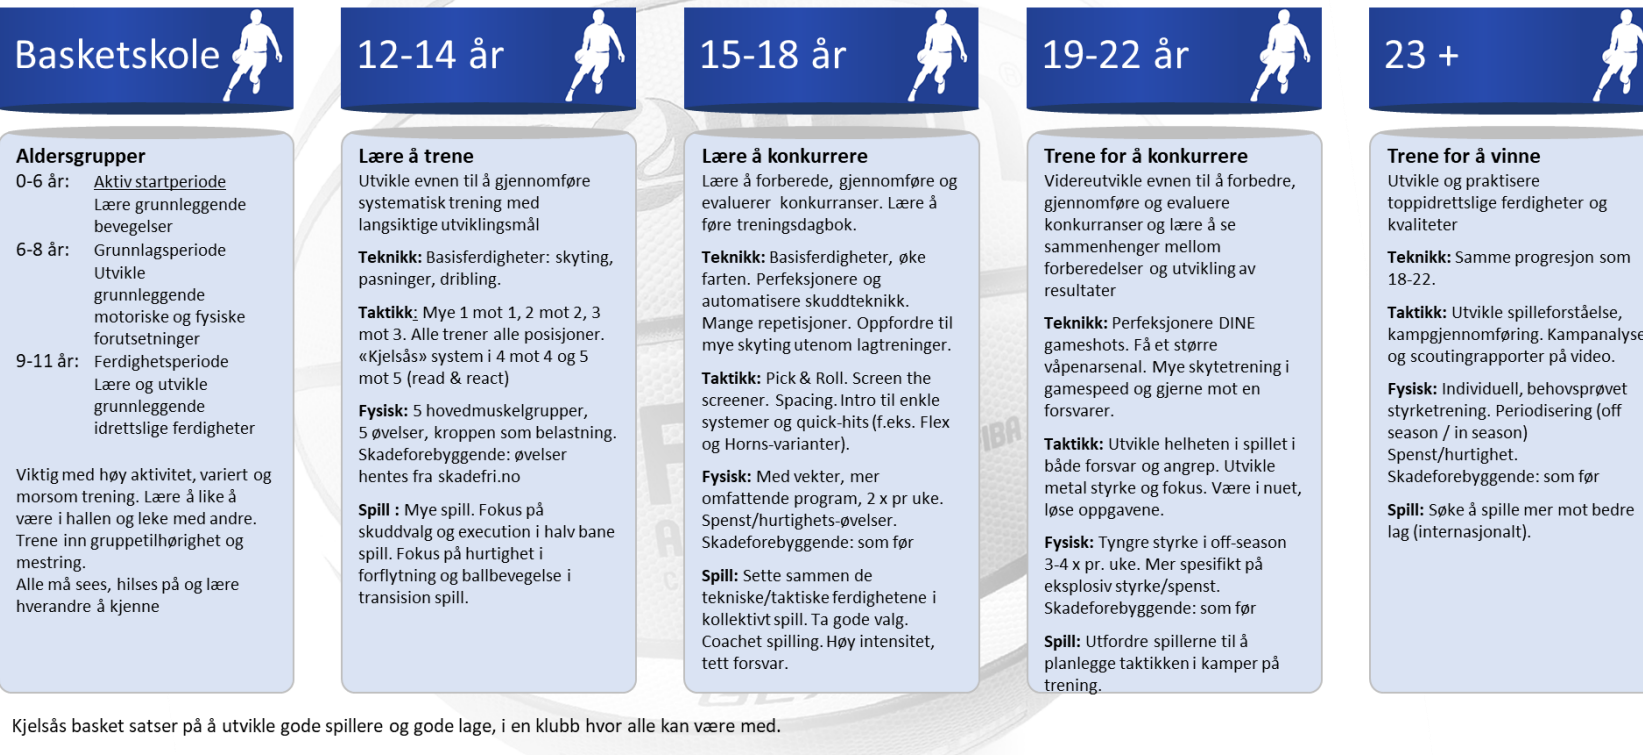 Basketskole
Aldersgrupper
0-6 år: Aktiv startperiode
Lære grunnleggende
bevegelser
6-8 år: Grunnlagsperiode
Utvikle
grunnleggende
motoriske og fysiske
forutsetninger
9-11 år: Ferdighetsperiode
Lære og utvikle
grunnleggende
idrettslige ferdigheter
Viktig med høy aktivitet, variert og
morsom trening. Lære å like å
være i hallen og leke med andre.
Trene inn gruppetilhørighet og
mestring.
Alle må sees, hilses på og lære
hverandre å kjenne
12-14 år
Lære å trene
Utvikle evnen til å gjennomføre
systematisk trening med
langsiktige utviklingsmål
Teknikk: Basisferdigheter: skyting,
pasninger, dribling.
Taktikk: Mye 1 mot 1, 2 mot 2, 3
mot 3. Alle trener alle posisjoner.
«Kjelsås» system i 4 mot 4 og 5
mot 5 (read & react)
Fysisk: 5 hovedmuskelgrupper,
5 øvelser, kroppen som belastning.
Skadeforebyggende: øvelser
hentes fra skadefri.no
Spill : Mye spill. Fokus på
skuddvalg og execution i halv bane
spill. Fokus på hurtighet i
forflytning og ballbevegelse i
transision spill.
15-18 år
Lære å konkurrere
Lære å forberede, gjennomføre og
evaluerer konkurranser. Lære å
føre treningsdagbok.
Teknikk: Basisferdigheter, øke
farten. Perfeksjonere og
automatisere skuddteknikk.
Mange repetisjoner. Oppfordre til
mye skyting utenom lagtreninger.
Taktikk: Pick & Roll. Screen the
screener. Spacing. Intro til enkle
systemer og quick-hits (f.eks. Flex
og Horns-varianter).
Fysisk: Med vekter, mer
omfattende program, 2 x pr uke.
Spenst/hurtighets-øvelser.
Skadeforebyggende: som før
Spill: Sette sammen de
tekniske/taktiske ferdighetene i
kollektivt spill. Ta gode valg.
Coachet spilling. Høy intensitet,
tett forsvar.
19-22 år
Trene for å konkurrere
Videreutvikle evnen til å forbedre,
gjennomføre og evaluere
konkurranser og lære å se
sammenhenger mellom
forberedelser og utvikling av
resultater
Teknikk: Perfeksjonere DINE
gameshots. Få et større
våpenarsenal. Mye skytetrening i
gamespeed og gjerne mot en
forsvarer.
Taktikk: Utvikle helheten i spillet i
både forsvar og angrep. Utvikle
metal styrke og fokus. Være i nuet,
løse oppgavene.
Fysisk: Tyngre styrke i off-season
3-4 x pr. uke. Mer spesifikt på
eksplosiv styrke/spenst.
Skadeforebyggende: som før
Spill: Utfordre spillerne til å
planlegge taktikken i kamper på
trening.
23 +
Trene for å vinne
Utvikle og praktisere
toppidrettslige ferdigheter og
kvaliteter
Teknikk: Samme progresjon som
18-22.
Taktikk: Utvikle spilleforståelse,
kampgjennomføring. Kampanalyse
og scoutingrapporter på video.
Fysisk: Individuell, behovsprøvet
styrketrening. Periodisering (off
season / in season)
Spenst/hurtighet.
Skadeforebyggende: som før
Spill: Søke å spille mer mot bedre
lag (internasjonalt).
FIBA
Kjelsås basket satser på å utvikle gode spillere og gode lage, i en klubb hvor alle kan være med.